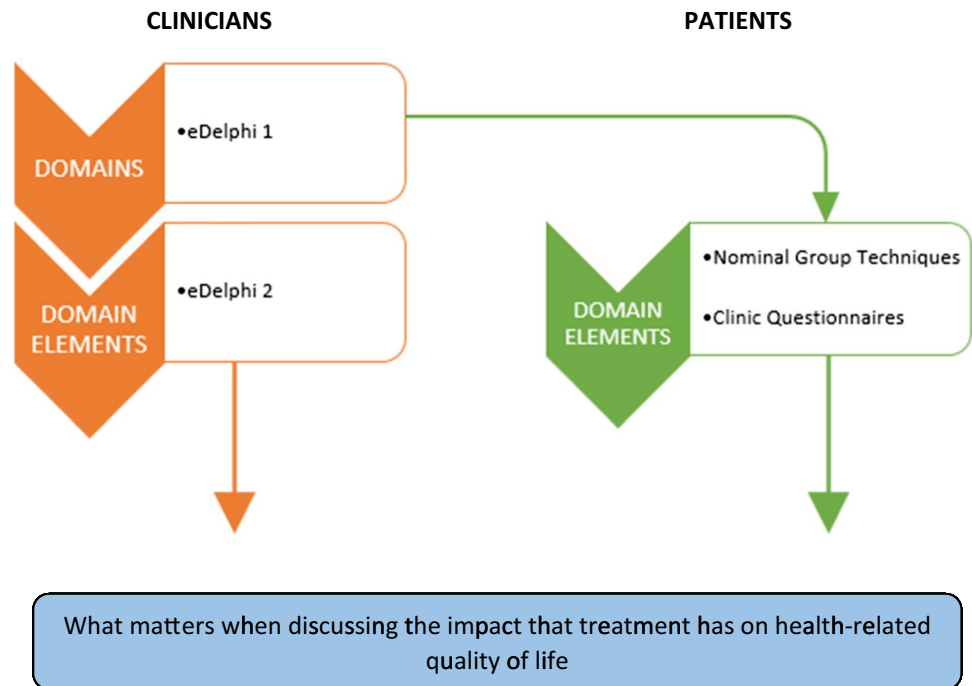 CLINICIANS
PATIENTS
DOMAINS
•eDelphi 1
DOMAIN
ELEMENTS
•eDelphi 2
DOMAIN
ELEMENTS
•Nominal Group Techniques
•Clinic Questionnaires
What matters when discussing the impact that treatment has on health-related
quality of life